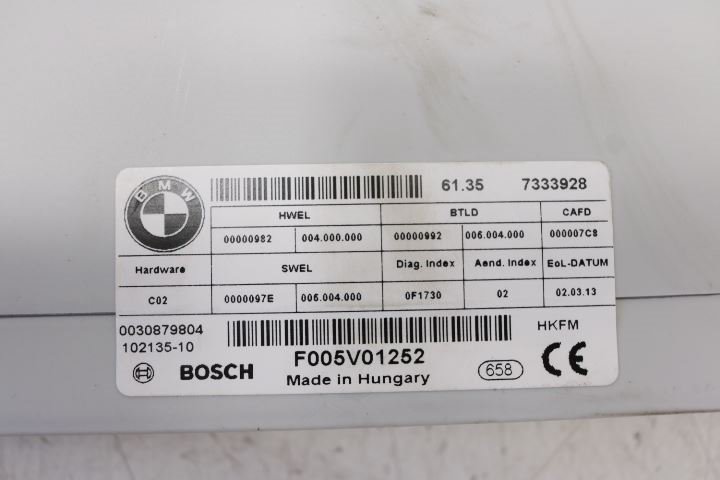 BMW
61.35 7333928
HWEL BTLD CAFD
00000982 004.000.000 00000992 006.004.000 000007C8
Hardware SWEL Diag. Index Aend. Index EoL-DATUM
C02 0000097E 006.004.000 0F1730 02 02.03.13
0030879804 HKFM
102135-10
BOSCH F005V01252 658 CE
Made in Hungary